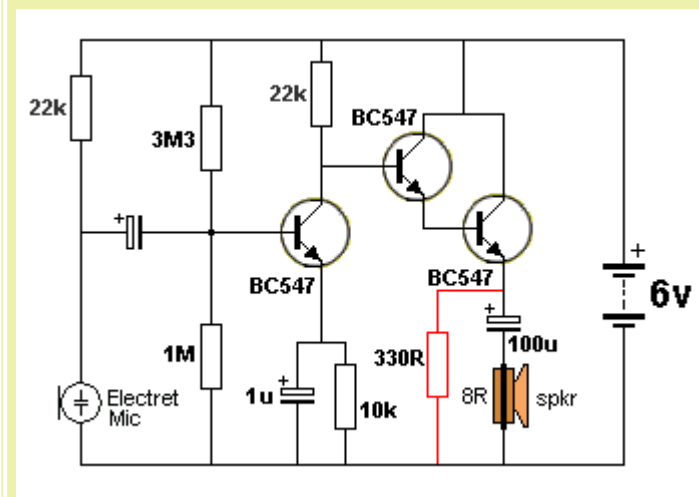 22k
3M3
22k
BC547
+
BC547
BC547
+
6v
1M
330R
+
100u
Electret
Mic
+
1u
10k
8R
spkr